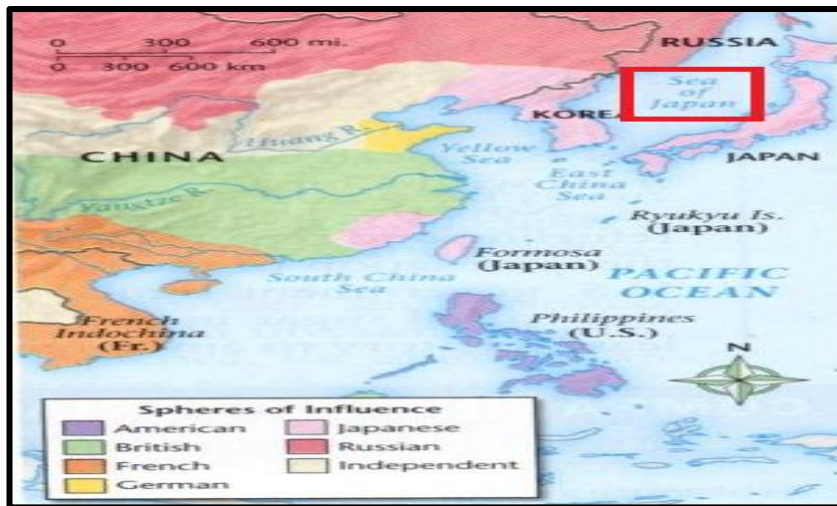 0 300 600 mi.
0 300 600 km
RUSSIA
Sea
of
Japan
KOREA
Huang R.
CHINA
Yellow
Sea
JAPAN
East
China
Sea
Yangtze R.
Ryukyu Is.
(Japan)
Formosa
(Japan)
South China
Sea
PACIFIC
OCEAN
French
Indochina
(Fr.)
Philippines
(U.S.)
N
Spheres of Influence
American
British
French
German
Japanese
Russian
Independent